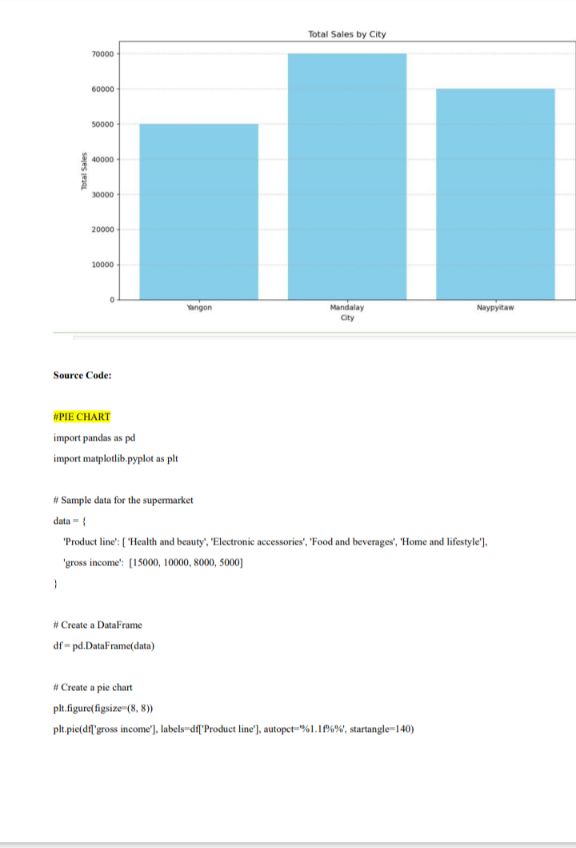 Total Sales by City
70000
60000
50000
40000
30000
20000
10000
0
Total Sales
Yangon
Mandalay
Naypyitaw
City
Source Code:
#PIE CHART
import pandas as pd
import matplotlib.pyplot as plt
# Sample data for the supermarket
data = {
'Product line': [ 'Health and beauty', 'Electronic accessories', 'Food and beverages', 'Home and lifestyle'],
'gross income': [15000, 10000, 8000, 5000]
}
# Create a DataFrame
df = pd.DataFrame(data)
# Create a pie chart
plt.figure(figsize=(8, 8))
plt.pie(df['gross income'], labels=df['Product line'], autopct='%1.1f%%', startangle=140)